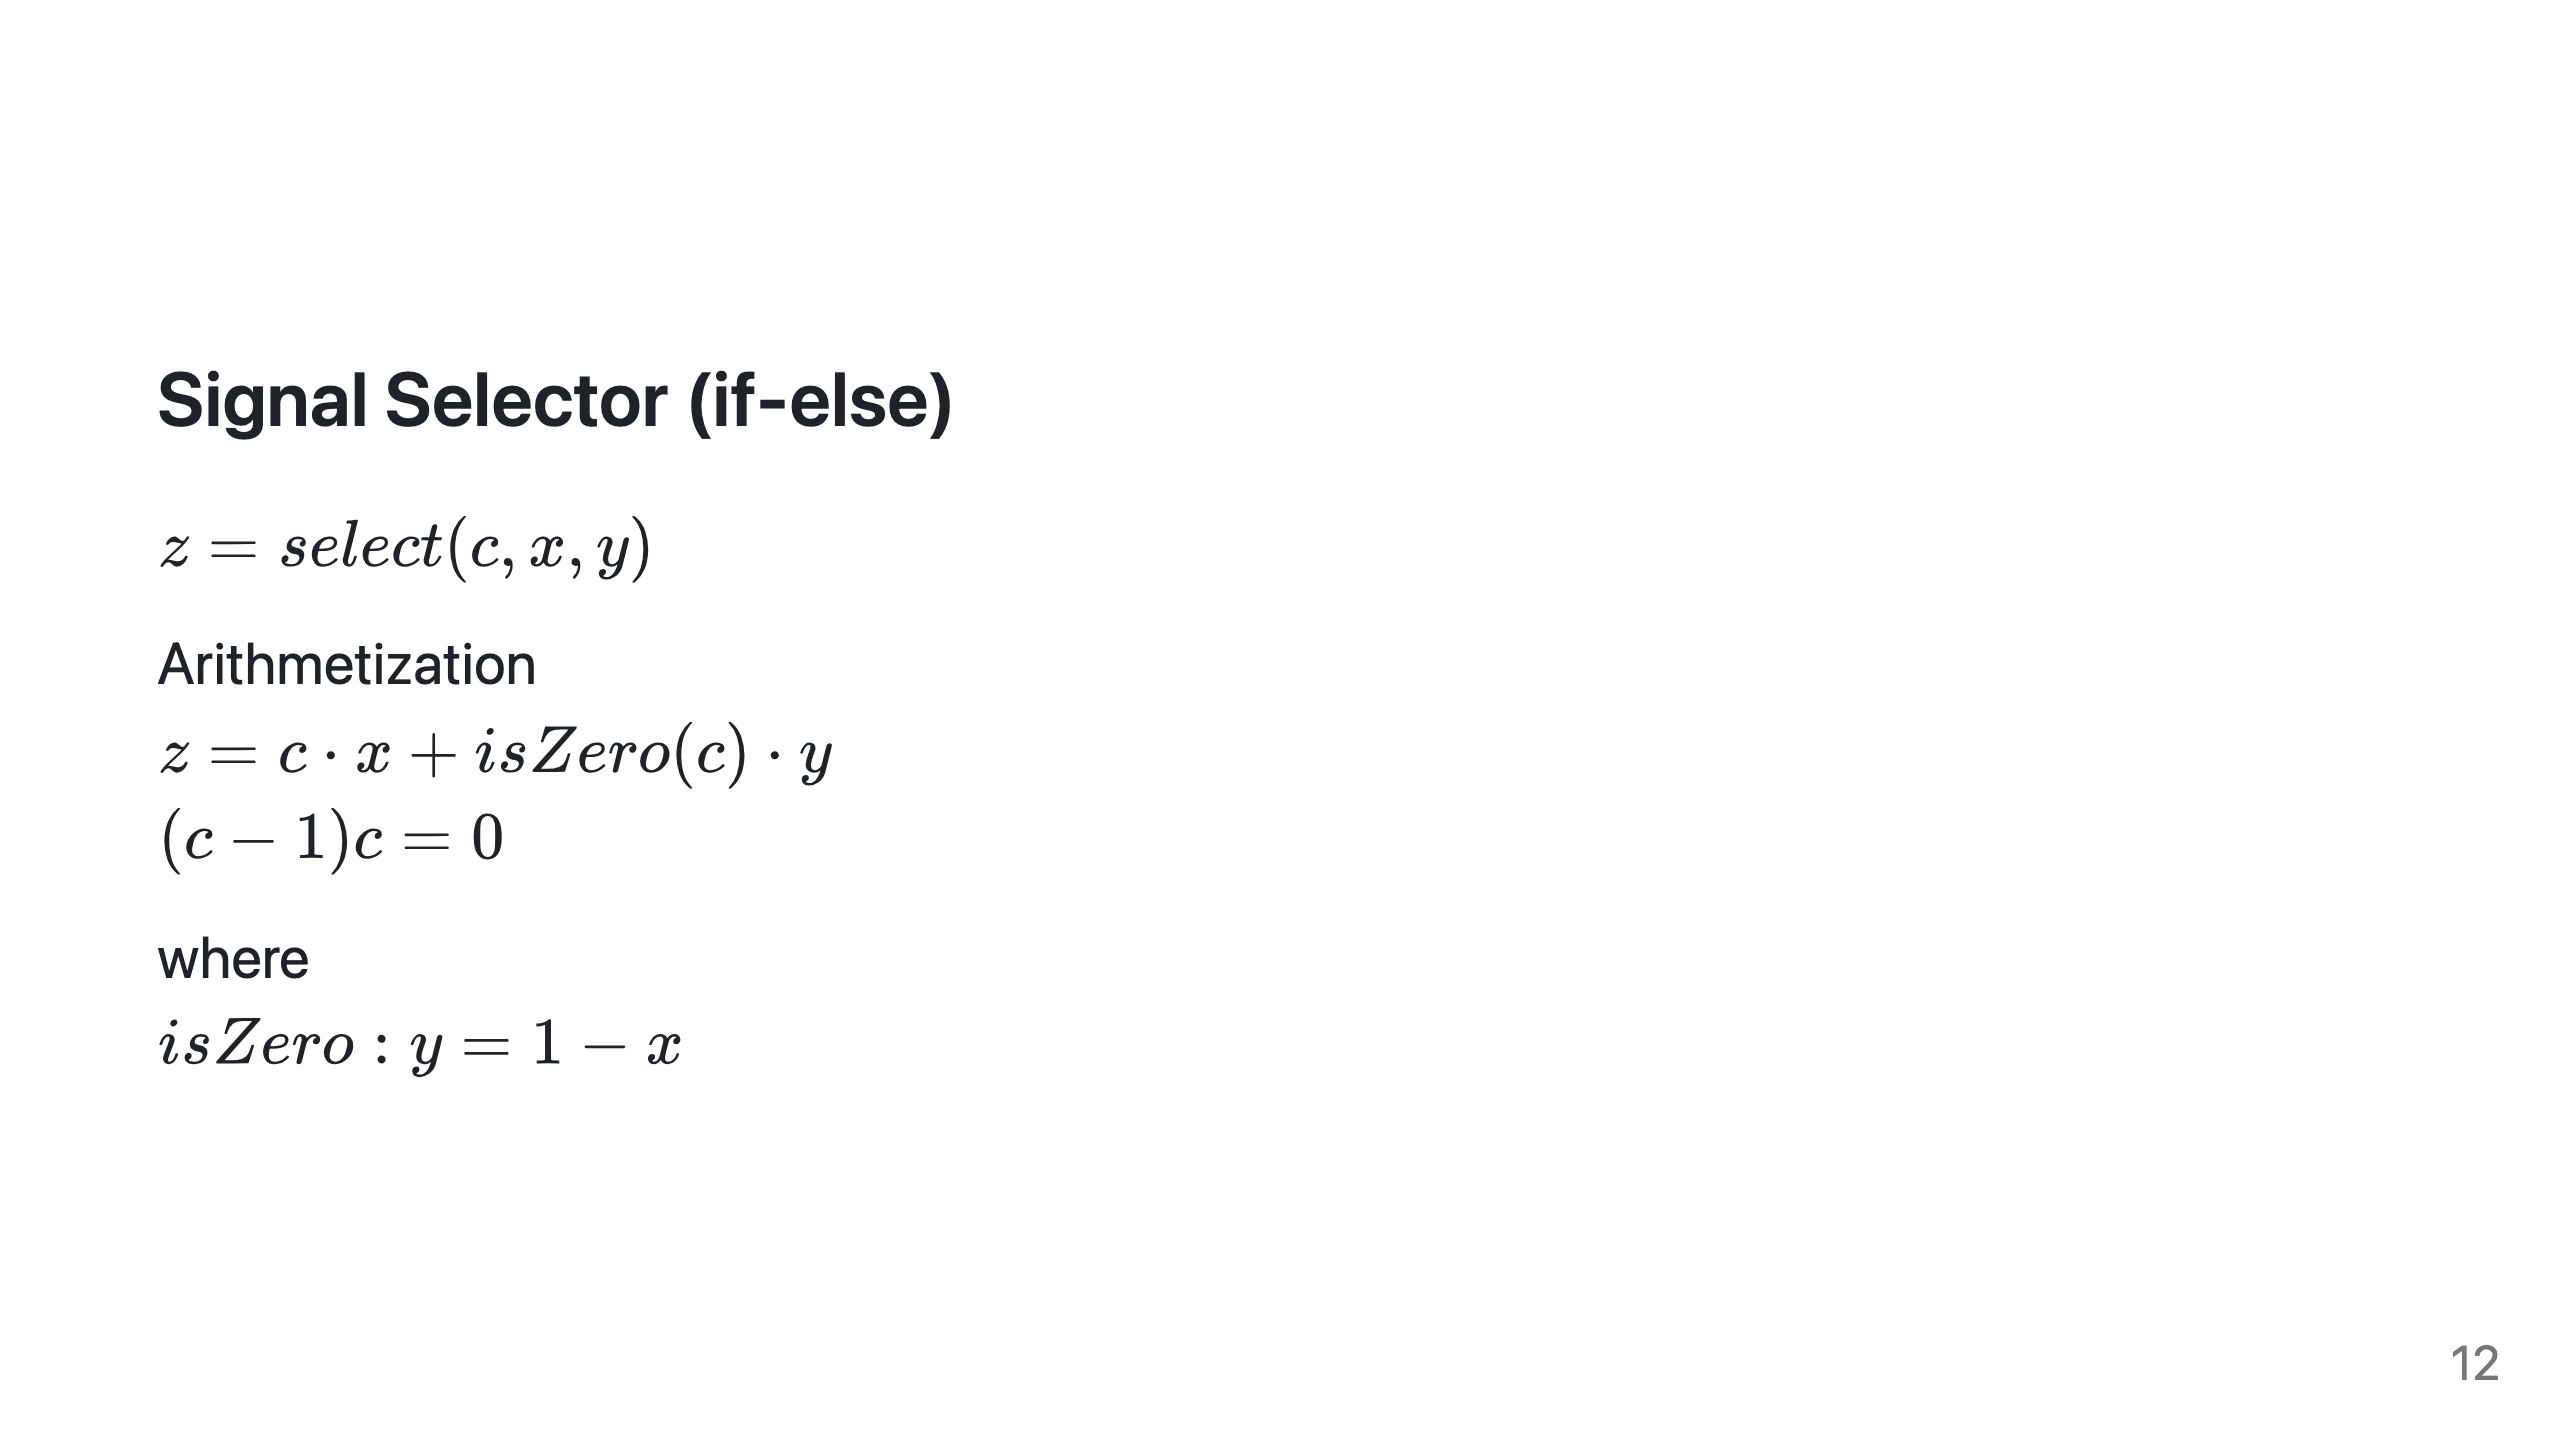 Signal Selector (if-else)
z = select(c, x, y)
Arithmetization
z = c · x + isZero(c) · y
(c − 1)c = 0
where
isZero : y = 1 − x
12